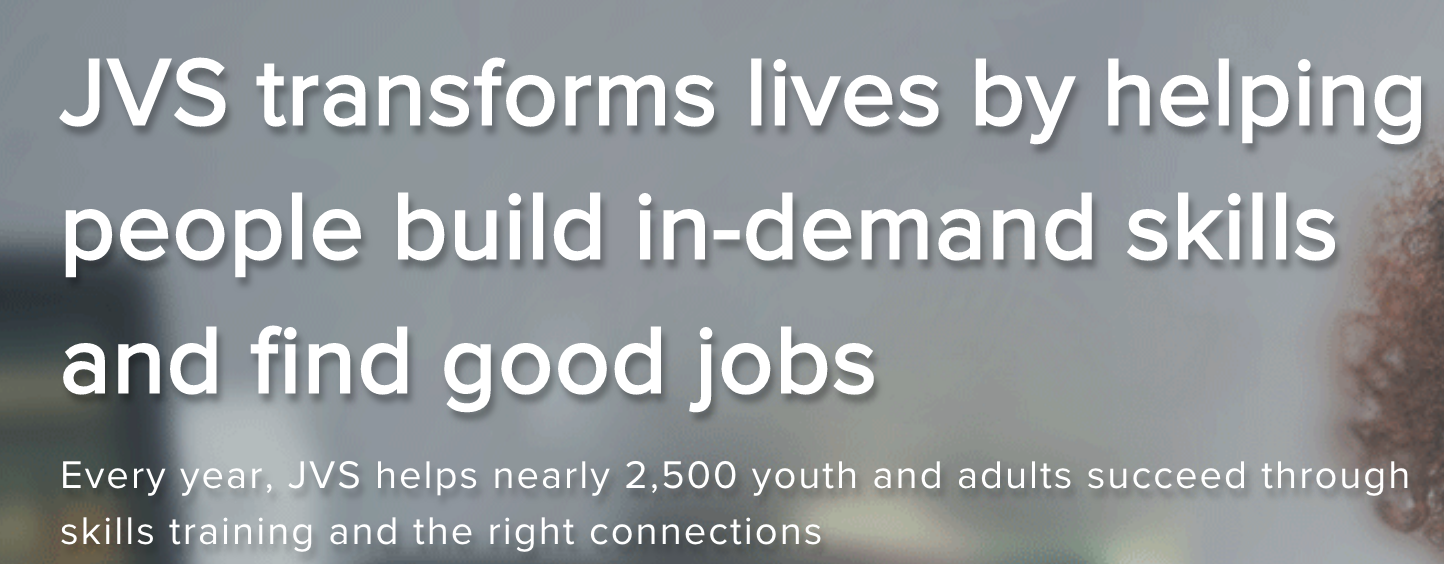 JVS transforms lives by helping
people build in-demand skills
and find good jobs
Every year, JVS helps nearly 2,500 youth and adults succeed through
skills training and the right connections